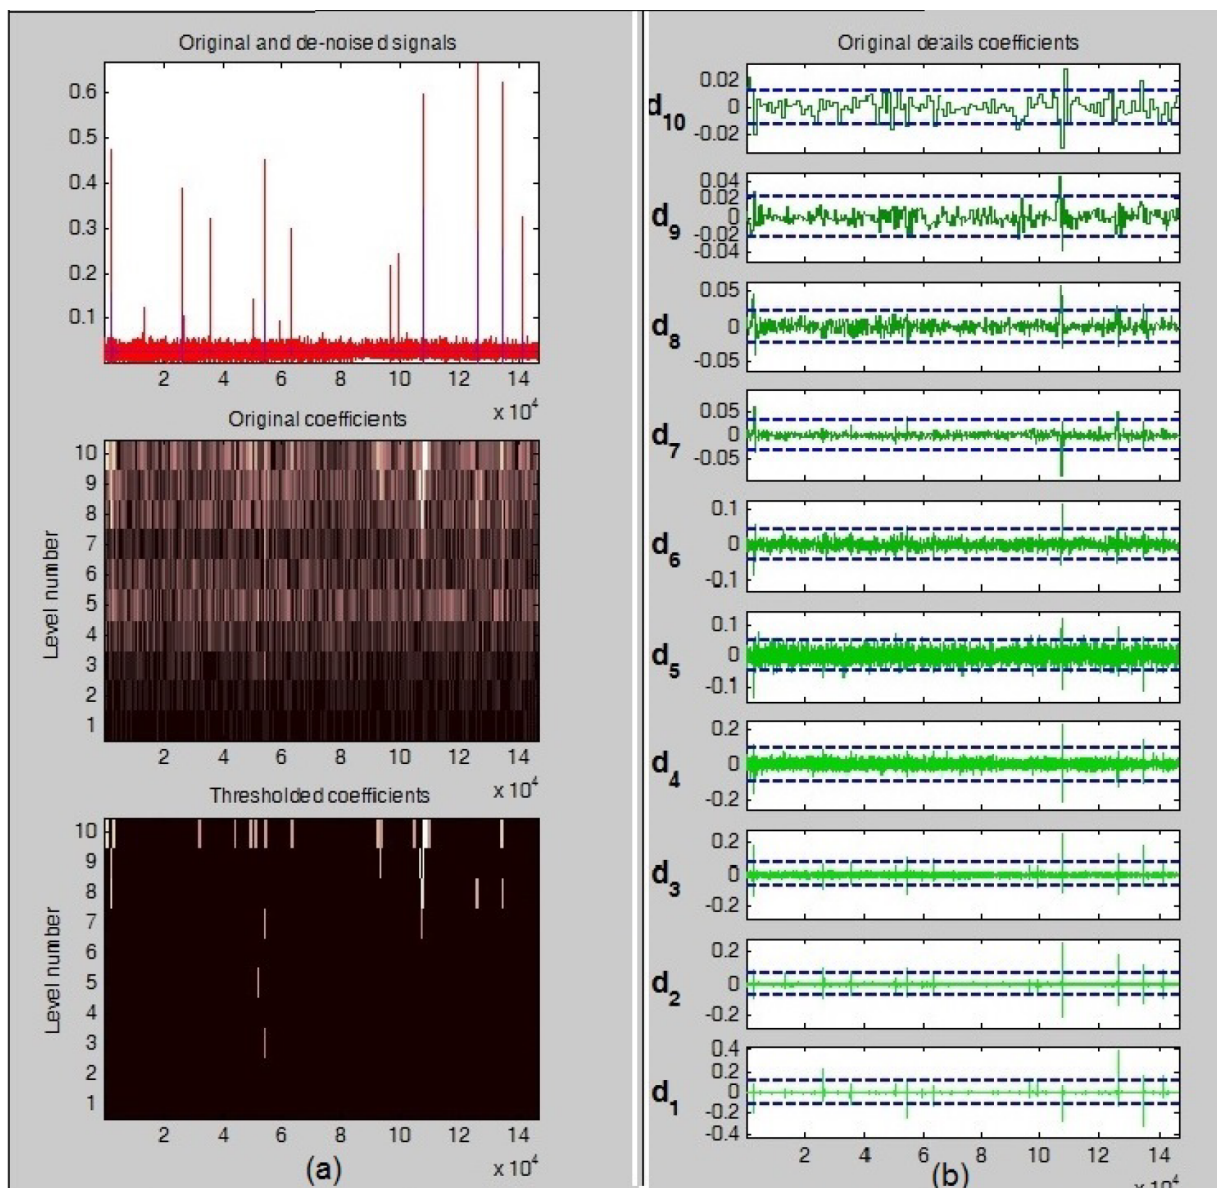 Original and de-noised signals
0.6
0.5
0.4
0.3
0.2
0.1
2 4 6 8 10 12 14
x 10^4
Original coefficients
Level number
10
9
8
7
6
5
4
3
2
1
2 4 6 8 10 12 14
x 10^4
Thresholded coefficients
Level number
10
9
8
7
6
5
4
3
2
1
2 4 6 8 10 12 14
x 10^4
(a)
Original details coefficients
d10
0.02
0
-0.02
d9
0.04
0.02
0
-0.02
-0.04
d8
0.05
0
-0.05
d7
0.05
0
-0.05
d6
0.1
0
-0.1
d5
0.1
0
-0.1
d4
0.2
0
-0.2
d3
0.2
0
-0.2
d2
0.2
0
-0.2
d1
0.4
0.2
0
-0.2
-0.4
2 4 6 8 10 12 14
(b)